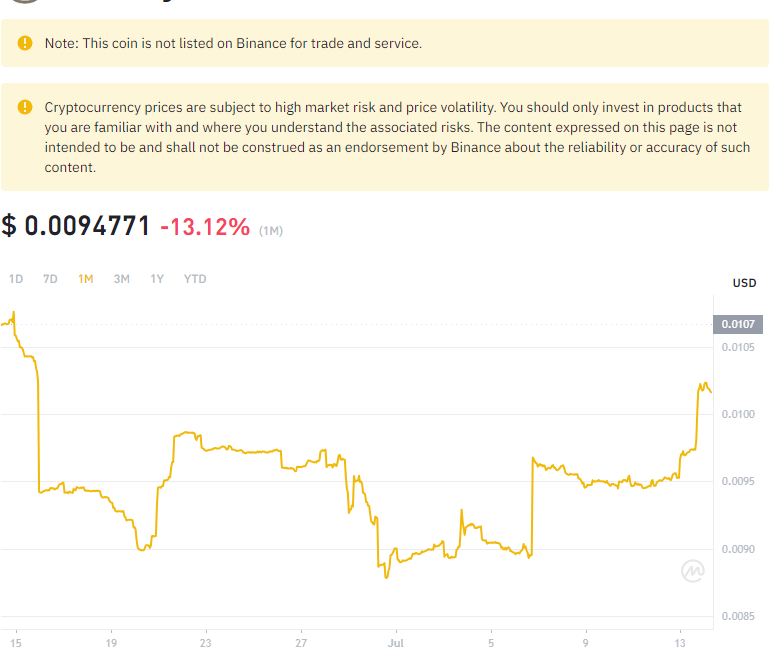 Note: This coin is not listed on Binance for trade and service.
Cryptocurrency prices are subject to high market risk and price volatility. You should only invest in products that
you are familiar with and where you understand the associated risks. The content expressed on this page is not
intended to be and shall not be construed as an endorsement by Binance about the reliability or accuracy of such
content.
$ 0.0094771 -13.12% (1M)
1D 7D 1M 3M 1Y YTD
USD
0.0107
0.0105
0.0100
0.0095
0.0090
0.0085
15 19 23 27 Jul 5 9 13